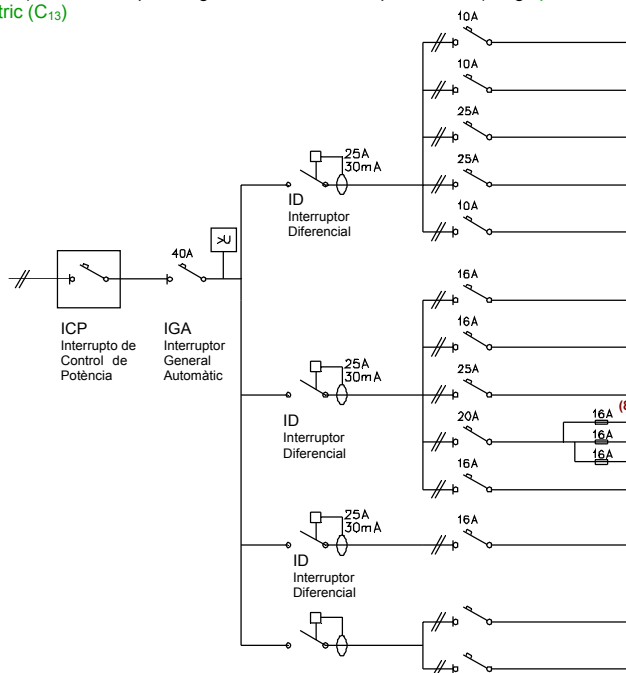 tric (C13)
10A
10A
25A
25A
10A
25A
30mA
ID
Interruptor
Diferencial
40A
ICP
Interrupto de
Control de
Potència
IGA
Interruptor
General
Automàtic
16A
16A
25A
20A
16A
(8
16A
16A
16A
25A
30mA
ID
Interruptor
Diferencial
25A
30mA
16A
ID
Interruptor
Diferencial